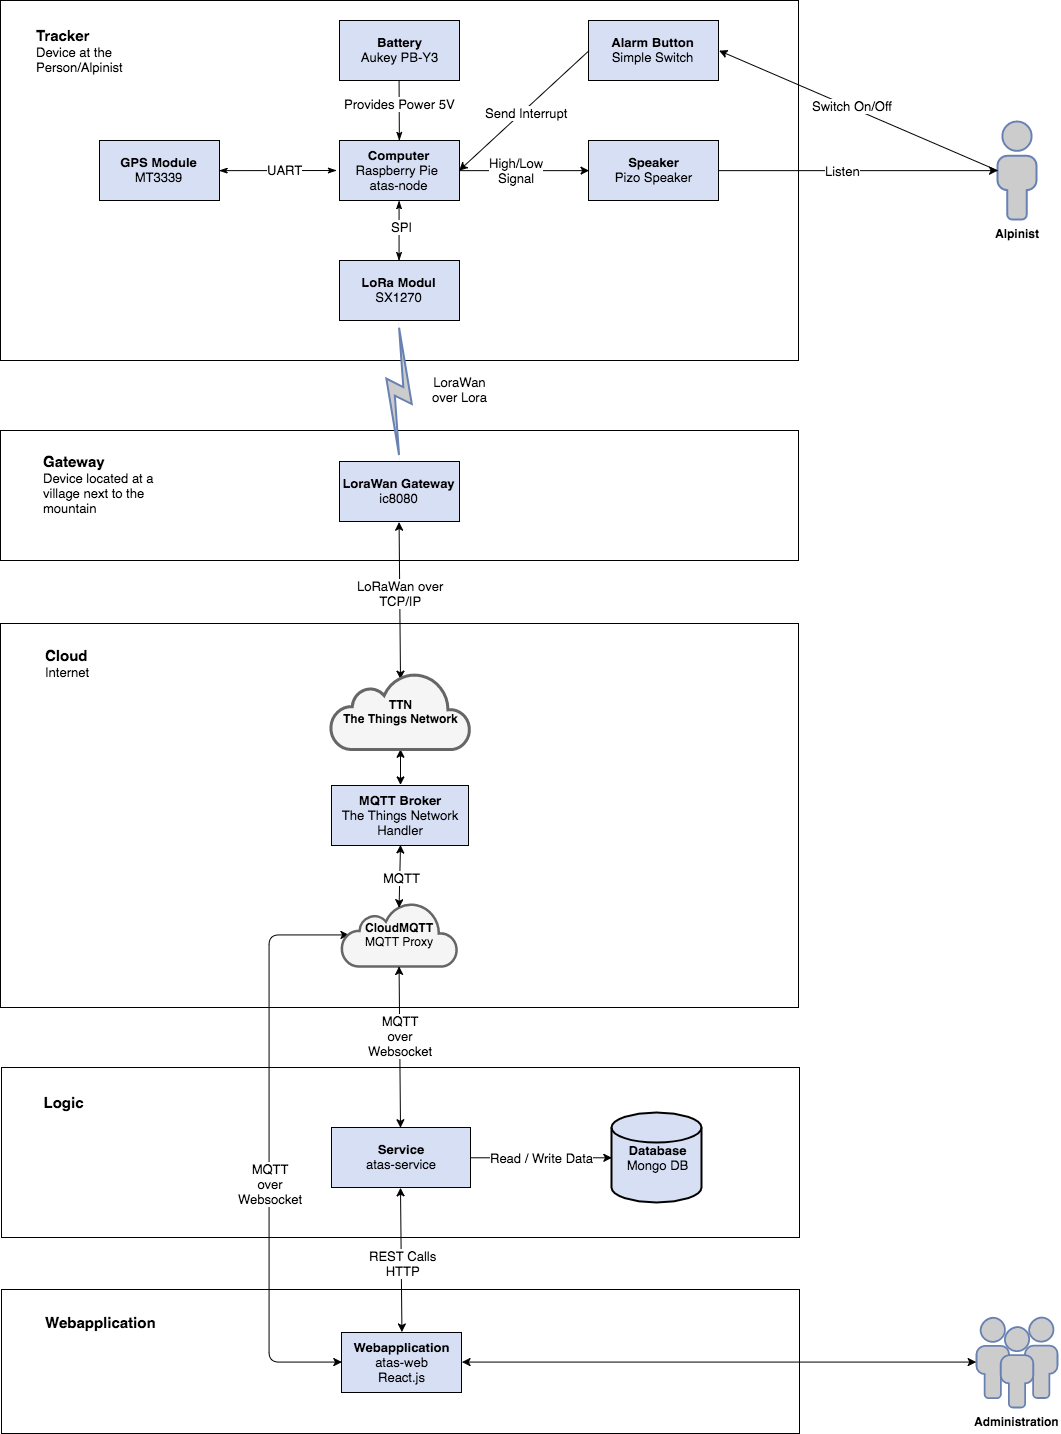 Tracker
Device at the
Person/Alpinist
Battery
Aukey PB-Y3
Alarm Button
Simple Switch
Provides Power 5V
Send Interrupt
Switch On/Off
GPS Module
MT3339
UART
Computer
Raspberry Pie
atas-node
High/Low
Signal
Speaker
Pizo Speaker
Listen
Alpinist
SPI
LoRa Modul
SX1270
LoraWan
over Lora
Gateway
Device located at a
village next to the
mountain
LoraWan Gateway
ic8080
LoRaWan over
TCP/IP
Cloud
Internet
TTN
The Things Network
MQTT Broker
The Things Network
Handler
MQTT
CloudMQTT
MQTT Proxy
MQTT
over
Websocket
Logic
Service
atas-service
Read / Write Data
Database
Mongo DB
MQTT
over
Websocket
REST Calls
HTTP
Webapplication
Webapplication
atas-web
React.js
Administration